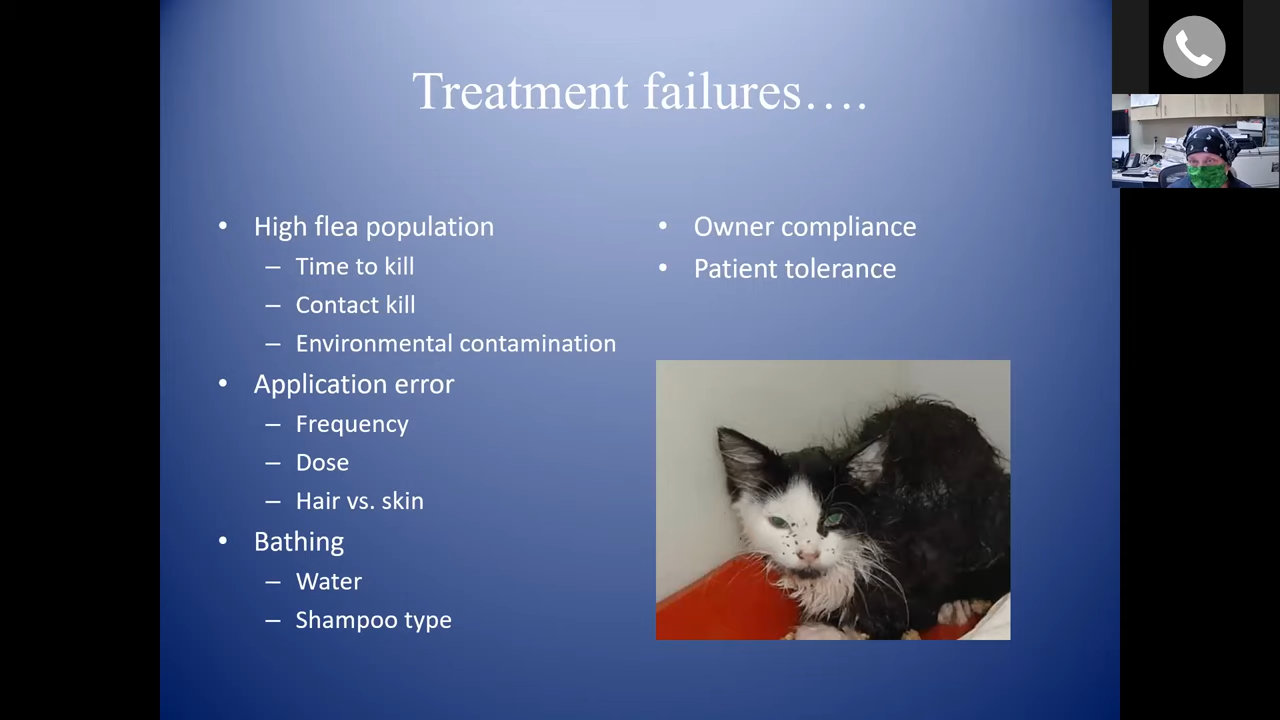 Treatment failures….
• High flea population
– Time to kill
– Contact kill
– Environmental contamination
• Application error
– Frequency
– Dose
– Hair vs. skin
• Bathing
– Water
– Shampoo type
• Owner compliance
• Patient tolerance